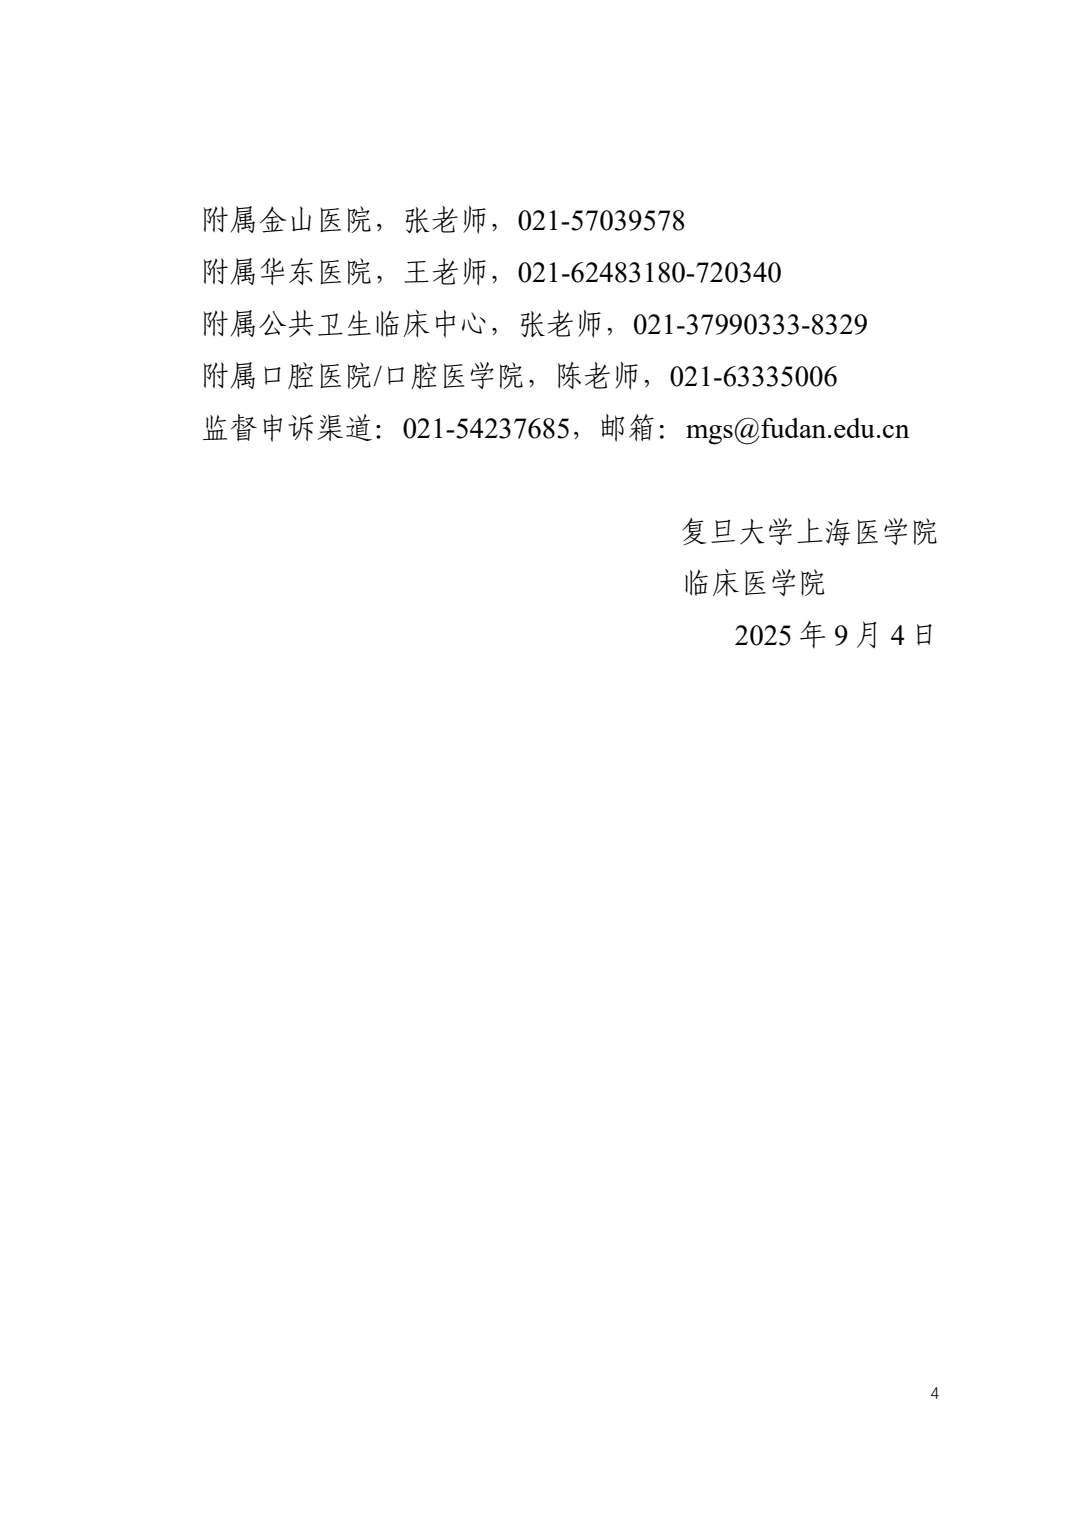 附属金山医院，张老师，021-57039578
附属华东医院，王老师，021-62483180-720340
附属公共卫生临床中心，张老师，021-37990333-8329
附属口腔医院/口腔医学院，陈老师，021-63335006
监督申诉渠道：021-54237685，邮箱：mgs@fudan.edu.cn
复旦大学上海医学院
临床医学院
2025 年 9 月 4 日
4